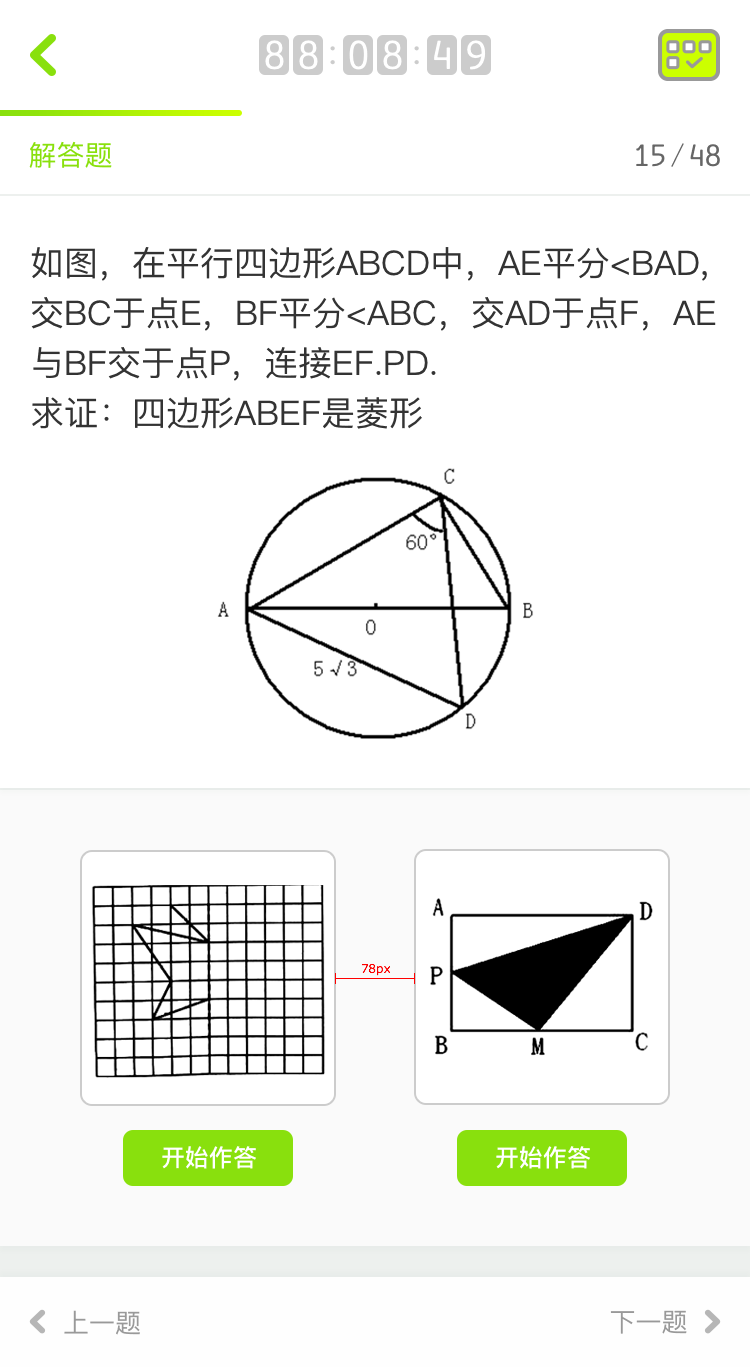 88:08:49
解答题
15/48
如图，在平行四边形ABCD中，AE平分<BAD,
交BC于点E，BF平分<ABC，交AD于点F，AE
与BF交于点P，连接EF.PD.
求证：四边形ABEF是菱形
C
60°
A
B
O
5√3
D
A
D
78px
P
B
M
C
开始作答
开始作答
上一题
下一题